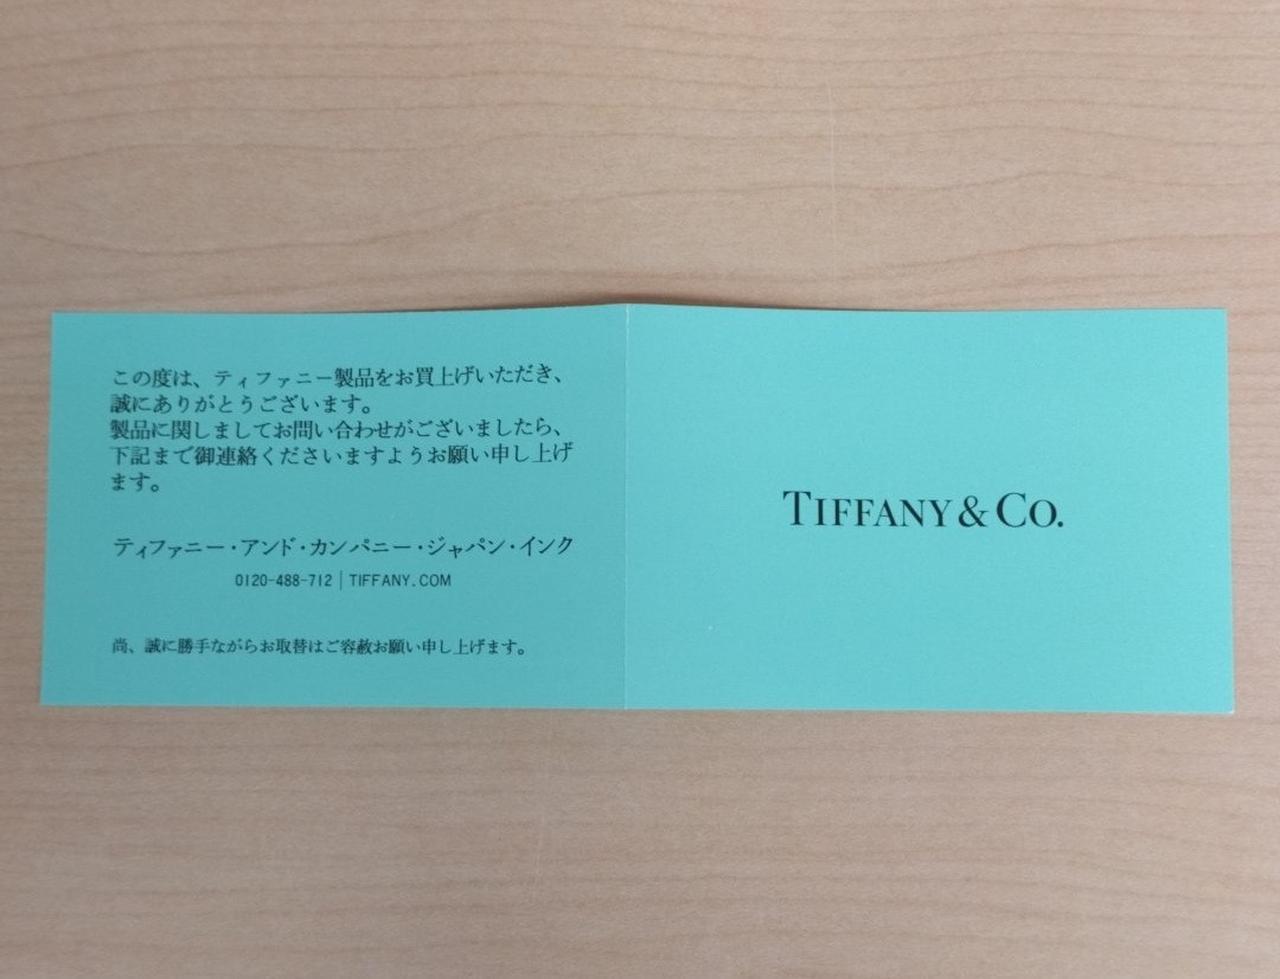 この度は、ティファニー製品をお買上げいただき、
誠にありがとうございます。
製品に関しましてお問い合わせがございましたら、
下記まで御連絡くださいますようお願い申し上げ
ます。
ティファニー・アンド・カンパニー・ジャパン・インク
0120-488-712│TIFFANY.COM
尚、誠に勝手ながらお取替はご容赦お願い申し上げます。
TIFFANY & CO.